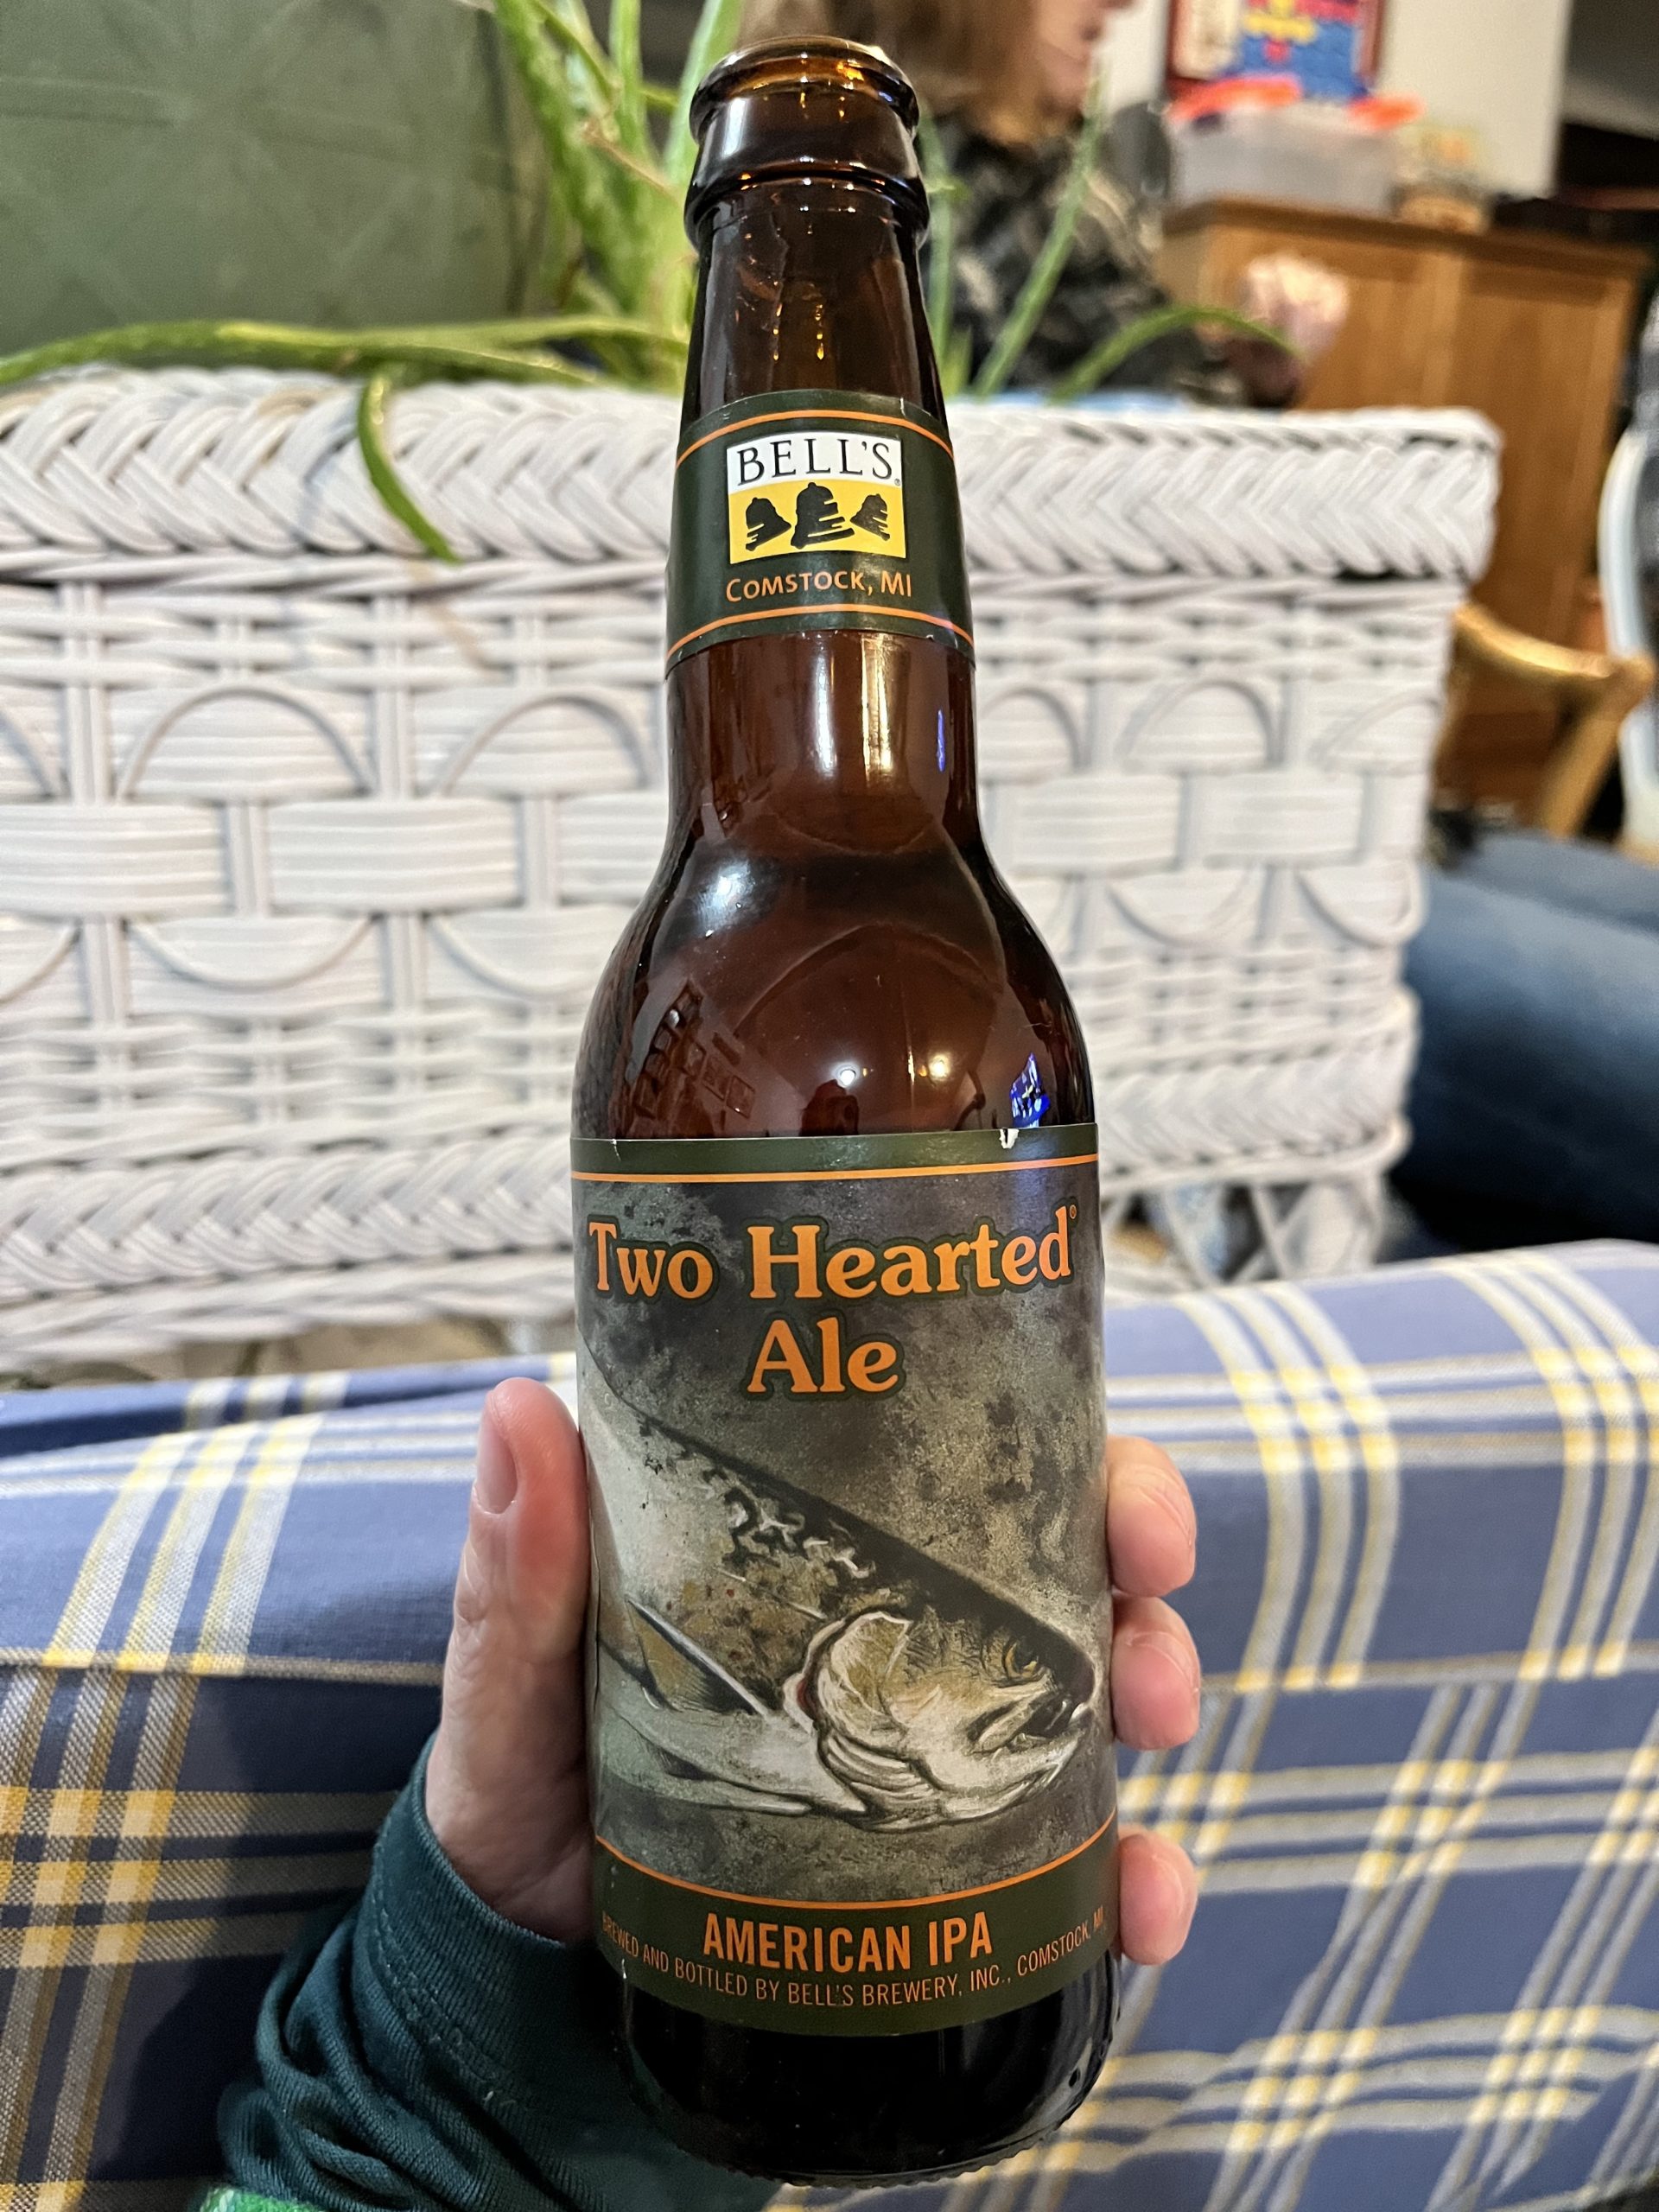 BELL'S®
COMSTOCK, MI
Two Hearted®
Ale
AMERICAN IPA
BREWED AND BOTTLED BY BELL'S BREWERY, INC., COMSTOCK, MI